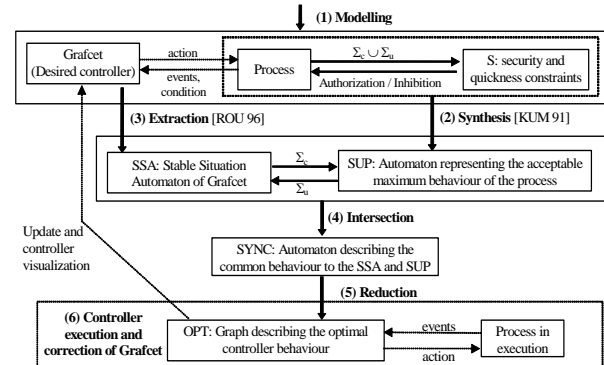 (1) Modelling
Grafcet
(Desired controller)
action
events,
condition
Process
Σc ∪ Σu
Authorization / Inhibition
S: security and
quickness constraints
(3) Extraction [ROU 96]
(2) Synthesis [KUM 91]
SSA: Stable Situation
Automaton of Grafcet
Σc
Σu
SUP: Automaton representing the acceptable
maximum behaviour of the process
(4) Intersection
Update and
controller
visualization
SYNC: Automaton describing the
common behaviour to the SSA and SUP
(5) Reduction
(6) Controller
execution and
correction of Grafcet
OPT: Graph describing the optimal
controller behaviour
events
action
Process in
execution